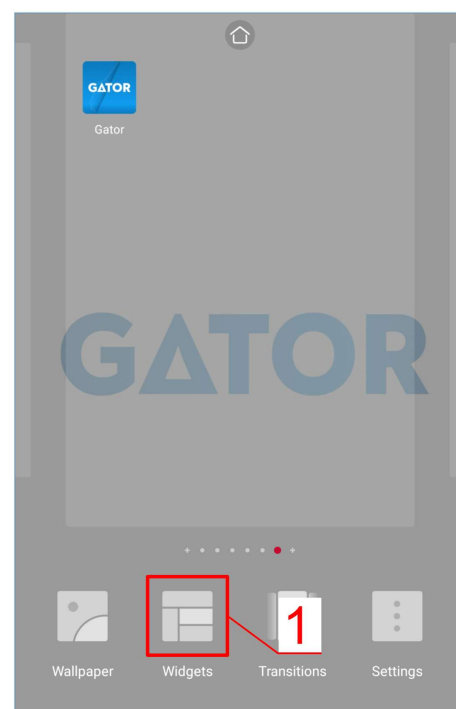 GATOR
Gator
GATOR
1
Wallpaper
Widgets
Transitions
Settings